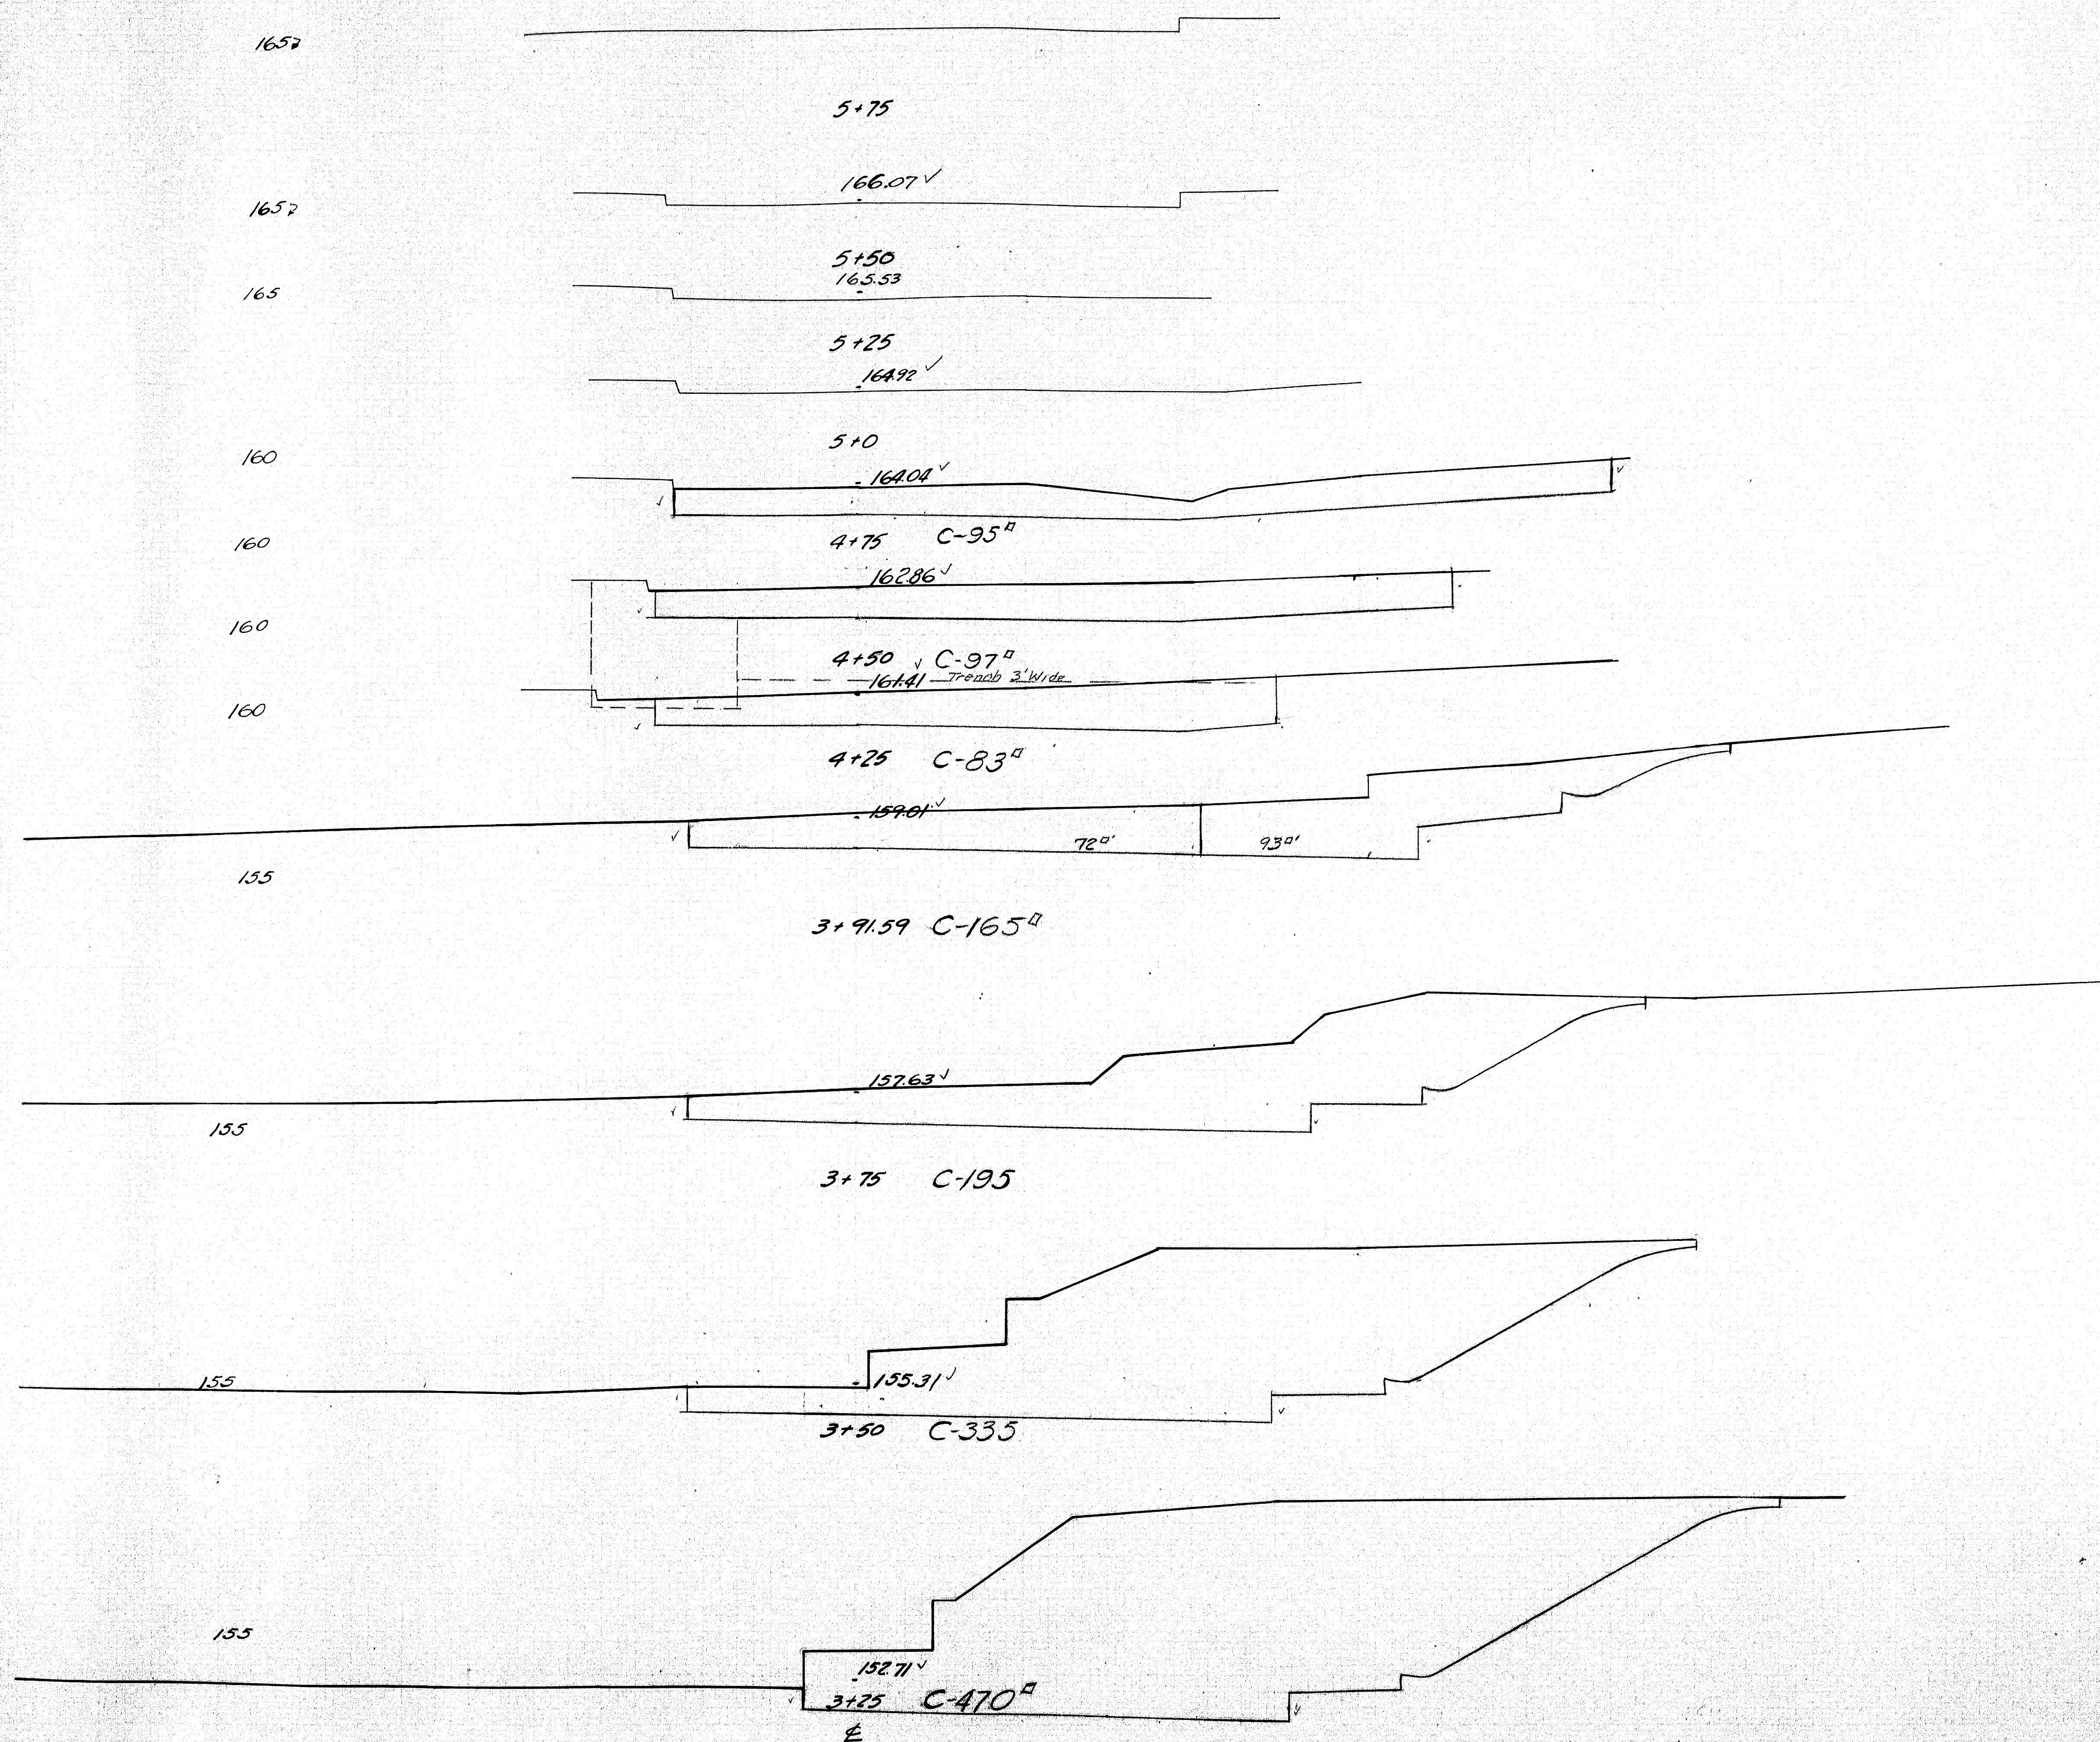 165
5+75
166.07 ✓
165
5+50
165.53
165
5+25
164.92 ✓
5+0
160
164.04 ✓
160
4+75 C-95▱
162.86 ✓
160
4+50 ✓ C-97▱
161.41 Trench 3' Wide
160
4+25 C-83▱
159.01 ✓
72▱' 93▱'
155
3+91.59 C-165▱
157.63 ✓
155
3+75 C-195
155 155.31 ✓
3+50 C-335
155
152.71 ✓
3+25 C-470▱
℄